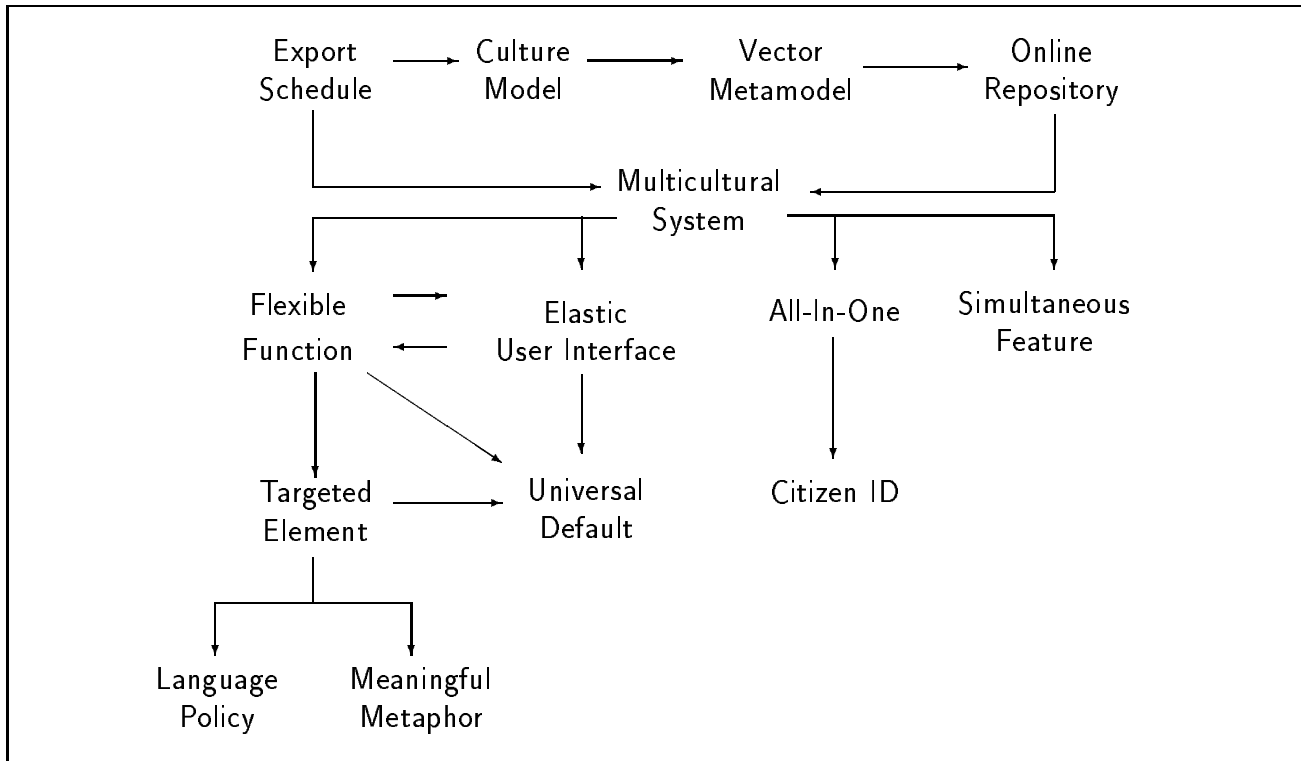 Export
Schedule
Culture
Model
Vector
Metamodel
Online
Repository
Multicultural
System
Flexible
Function
Elastic
User Interface
All-In-One
Simultaneous
Feature
Targeted
Element
Universal
Default
Citizen ID
Language
Policy
Meaningful
Metaphor